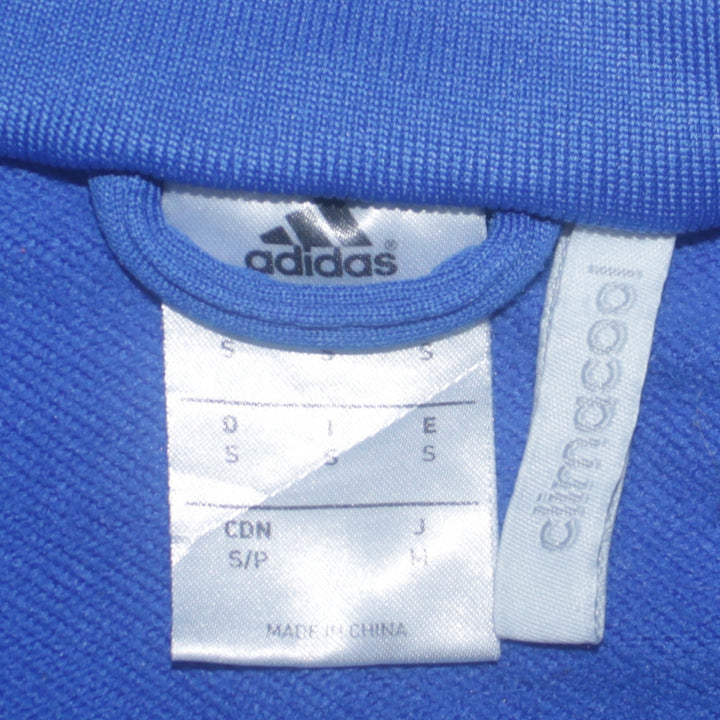 adidas®
S S S
D I E
S S S
CDN J
S/P M
MADE IN CHINA
climacool